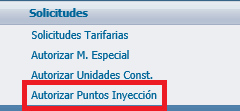 Solicitudes
Solicitudes Tarifarias
Autorizar M. Especial
Autorizar Unidades Const.
Autorizar Puntos Inyección